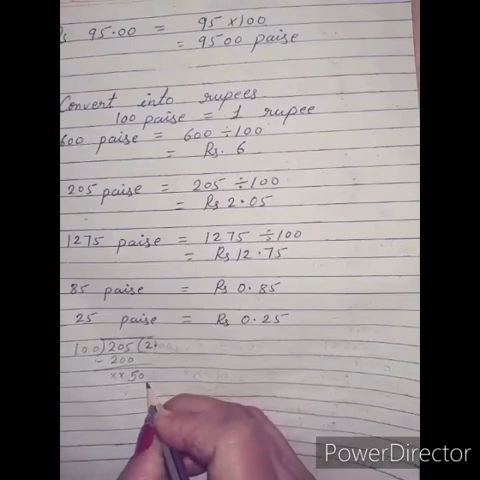 Rs 95.00 = 95 × 100
= 9500 paise
Convert into rupees.
100 paise = 1 rupee
600 paise = 600 ÷ 100
= Rs. 6
205 paise = 205 ÷ 100
= Rs 2.05
1275 paise = 1275 ÷ 100
= Rs 12.75
85 paise = Rs 0.85
25 paise = Rs 0.25
100) 205 (2.
- 200
×× 50
PowerDirector